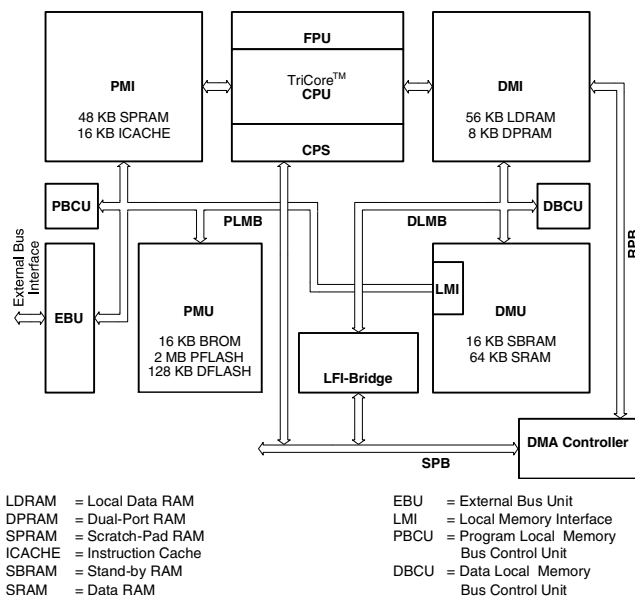 FPU
PMI
TriCore™
CPU
DMI
48 KB SPRAM
16 KB ICACHE
56 KB LDRAM
8 KB DPRAM
CPS
PBCU
PLMB
DLMB
DBCU
RPB
External Bus
Interface
EBU
PMU
LMI
DMU
16 KB BROM
2 MB PFLASH
128 KB DFLASH
16 KB SBRAM
64 KB SRAM
LFI-Bridge
DMA Controller
SPB
LDRAM = Local Data RAM
DPRAM = Dual-Port RAM
SPRAM = Scratch-Pad RAM
ICACHE = Instruction Cache
SBRAM = Stand-by RAM
SRAM = Data RAM
EBU = External Bus Unit
LMI = Local Memory Interface
PBCU = Program Local Memory
Bus Control Unit
DBCU = Data Local Memory
Bus Control Unit